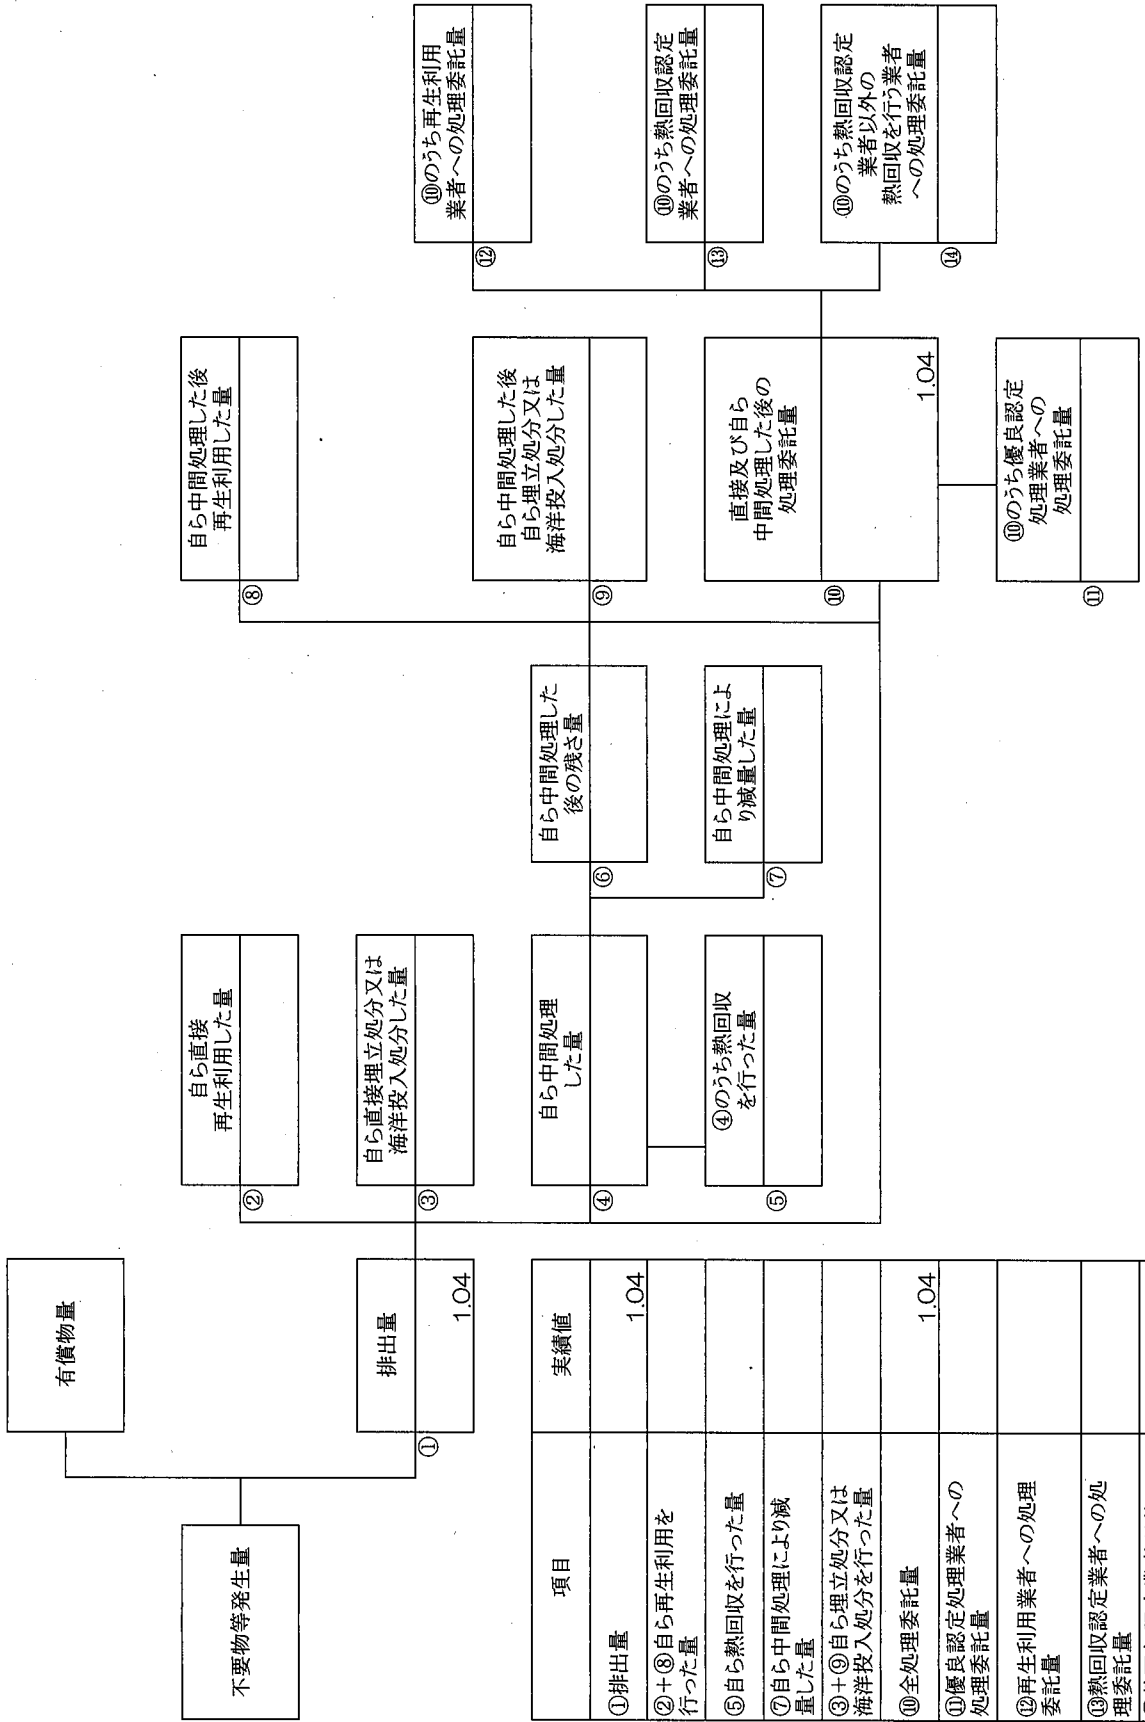 不要物等発生量
有償物量
排出量
①
1.04
自ら直接
再生利用した量
②
自ら直接埋立処分又は
海洋投入処分した量
③
自ら中間処理
した量
④
④のうち熱回収
を行った量
⑤
自ら中間処理した
後の残さ量
⑥
自ら中間処理によ
り減量した量
⑦
自ら中間処理した後
再生利用した量
⑧
自ら中間処理した後
自ら埋立処分又は
海洋投入処分した量
⑨
直接及び自ら
中間処理した後の
処理委託量
⑩
1.04
⑩のうち優良認定
処理業者への
処理委託量
⑪
⑩のうち再生利用
業者への処理委託量
⑫
⑩のうち熱回収認定
業者への処理委託量
⑬
⑩のうち熱回収認定
業者以外の
熱回収を行う業者
への処理委託量
⑭
項目
実績値
①排出量
1.04
②+⑧自ら再生利用を
行った量
⑤自ら熱回収を行った量
⑦自ら中間処理により減
量した量
③+⑨自ら埋立処分又は
海洋投入処分を行った量
⑩全処理委託量
1.04
⑪優良認定処理業者への
処理委託量
⑫再生利用業者への処理
委託量
⑬熱回収認定業者への処
理委託量